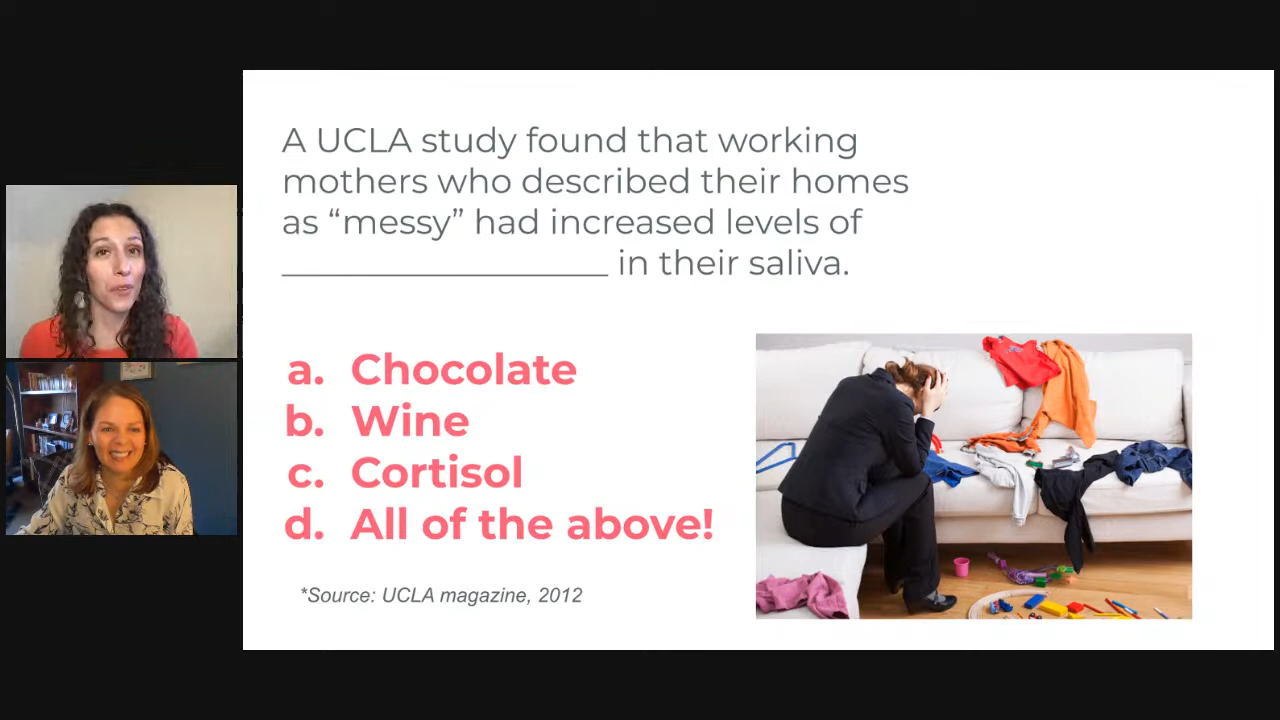 A UCLA study found that working
mothers who described their homes
as “messy” had increased levels of
____________________ in their saliva.
a. Chocolate
b. Wine
c. Cortisol
d. All of the above!
*Source: UCLA magazine, 2012